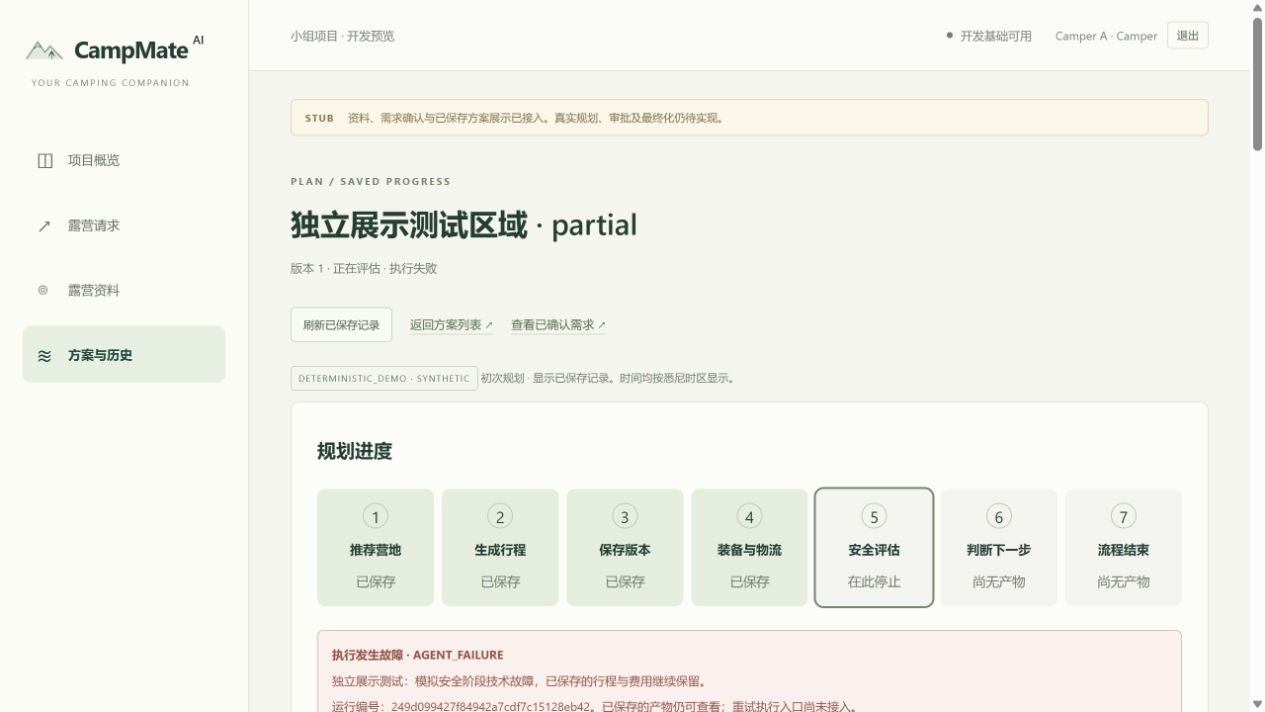 CampMate AI
YOUR CAMPING COMPANION
项目概览
露营请求
露营资料
方案与历史
小组项目 · 开发预览
开发基础可用
Camper A · Camper
退出
STUB 资料、需求确认与已保存方案展示已接入。真实规划、审批及最终化仍待实现。
PLAN / SAVED PROGRESS
独立展示测试区域 · partial
版本 1 · 正在评估 · 执行失败
刷新已保存记录 返回方案列表 ↗ 查看已确认需求 ↗
DETERMINISTIC_DEMO · SYNTHETIC 初次规划 · 显示已保存记录。时间均按悉尼时区显示。
规划进度
1 2 3 4 5 6 7
推荐营地 生成行程 保存版本 装备与物流 安全评估 判断下一步 流程结束
已保存 已保存 已保存 已保存 在此停止 尚无产物 尚无产物
执行发生故障 · AGENT_FAILURE
独立展示测试：模拟安全阶段技术故障，已保存的行程与费用继续保留。
运行编号：249d099427f84942a7cdf7c15128eb42。已保存的产物仍可查看；重试执行入口尚未接入。